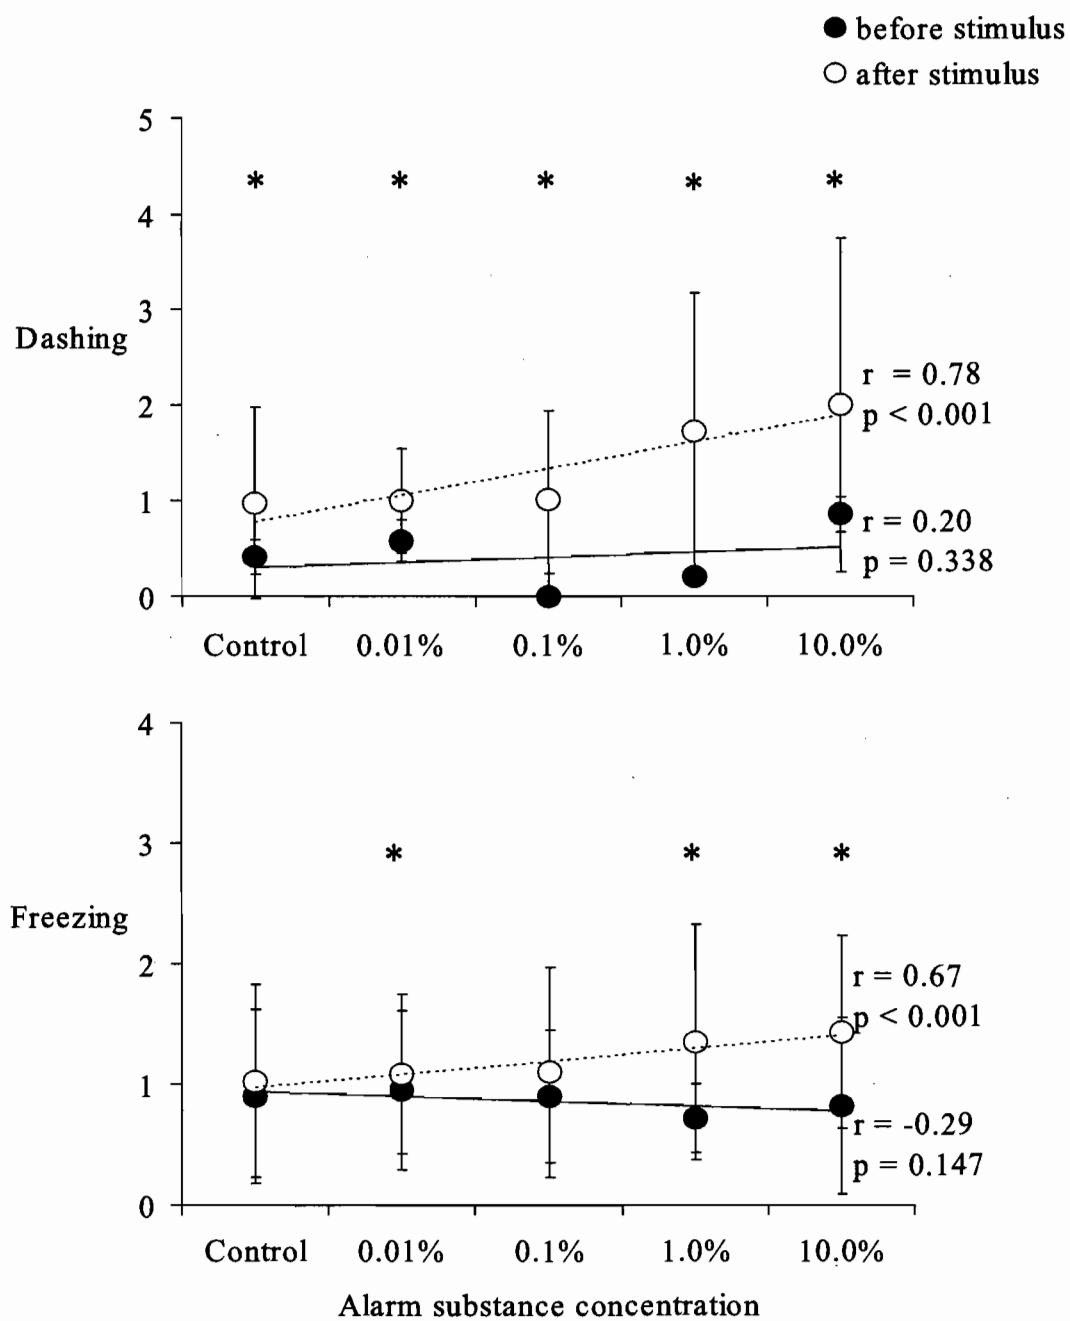 before stimulus
after stimulus
5
* * * * *
4
3
Dashing
r = 0.78
2
p < 0.001
1
r = 0.20
p = 0.338
0
Control 0.01% 0.1% 1.0% 10.0%
4
3
* * *
Freezing
2
r = 0.67
p < 0.001
1
r = -0.29
p = 0.147
0
Control 0.01% 0.1% 1.0% 10.0%
Alarm substance concentration